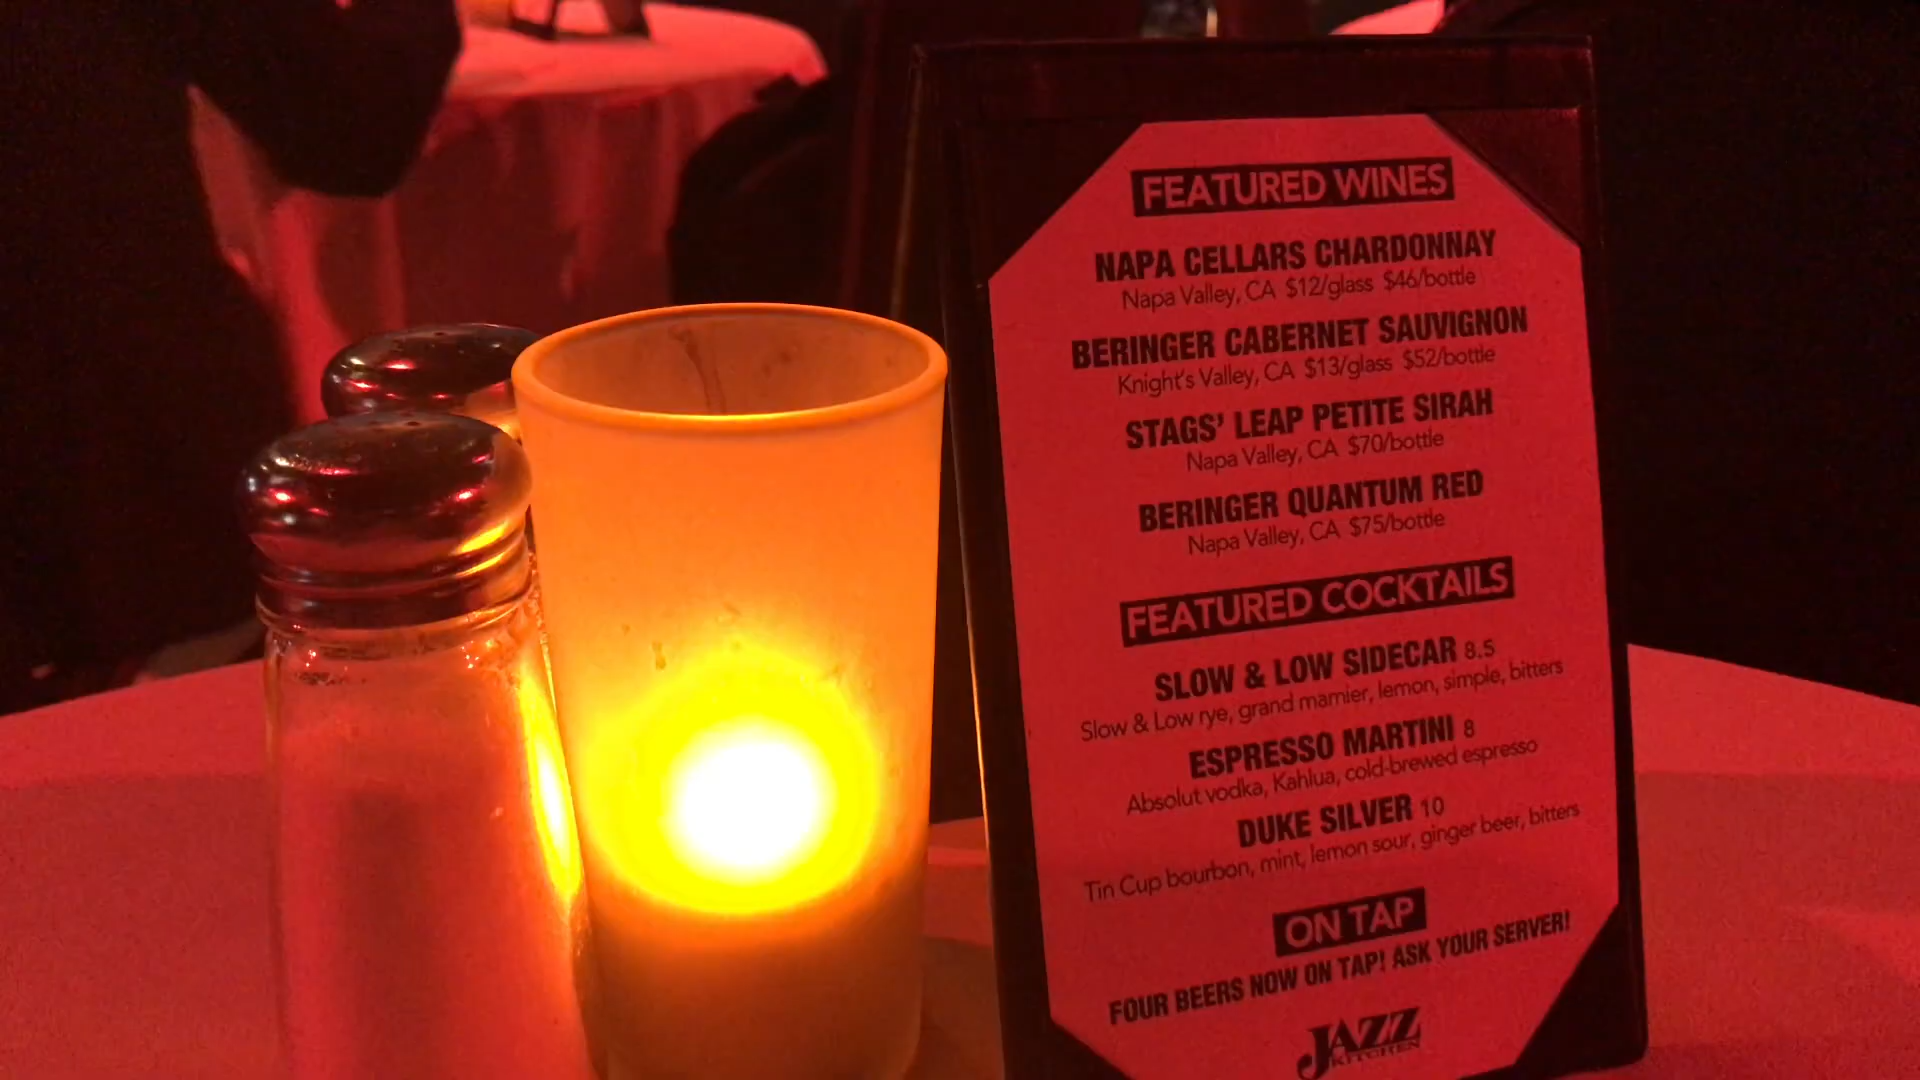 FEATURED WINES
NAPA CELLARS CHARDONNAY
Napa Valley, CA $12/glass $46/bottle
BERINGER CABERNET SAUVIGNON
Knight's Valley, CA $13/glass $52/bottle
STAGS' LEAP PETITE SIRAH
Napa Valley, CA $70/bottle
BERINGER QUANTUM RED
Napa Valley, CA $75/bottle
FEATURED COCKTAILS
SLOW & LOW SIDECAR 8.5
Slow & Low rye, grand marnier, lemon, simple, bitters
ESPRESSO MARTINI 8
Absolut vodka, Kahlua, cold-brewed espresso
DUKE SILVER 10
Tin Cup bourbon, mint, lemon sour, ginger beer, bitters
ON TAP
FOUR BEERS NOW ON TAP! ASK YOUR SERVER!
JAZZ
KITCHEN